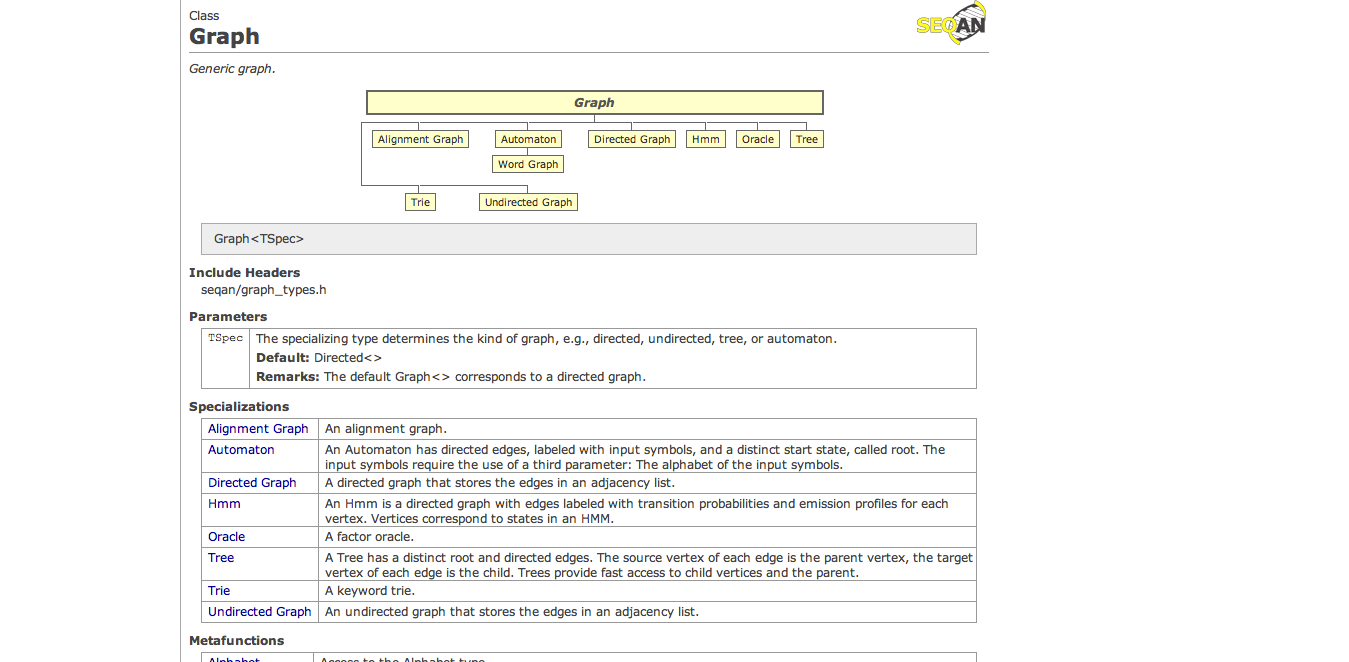 Class
Graph
SEQAN
Generic graph.
Graph
Alignment Graph Automaton Directed Graph Hmm Oracle Tree
Word Graph
Trie Undirected Graph
Graph<TSpec>
Include Headers
seqan/graph_types.h
Parameters
TSpec The specializing type determines the kind of graph, e.g., directed, undirected, tree, or automaton.
Default: Directed<>
Remarks: The default Graph<> corresponds to a directed graph.
Specializations
Alignment Graph An alignment graph.
Automaton An Automaton has directed edges, labeled with input symbols, and a distinct start state, called root. The
input symbols require the use of a third parameter: The alphabet of the input symbols.
Directed Graph A directed graph that stores the edges in an adjacency list.
Hmm An Hmm is a directed graph with edges labeled with transition probabilities and emission profiles for each
vertex. Vertices correspond to states in an HMM.
Oracle A factor oracle.
Tree A Tree has a distinct root and directed edges. The source vertex of each edge is the parent vertex, the target
vertex of each edge is the child. Trees provide fast access to child vertices and the parent.
Trie A keyword trie.
Undirected Graph An undirected graph that stores the edges in an adjacency list.
Metafunctions
Alphabet Access to the Alphabet type.